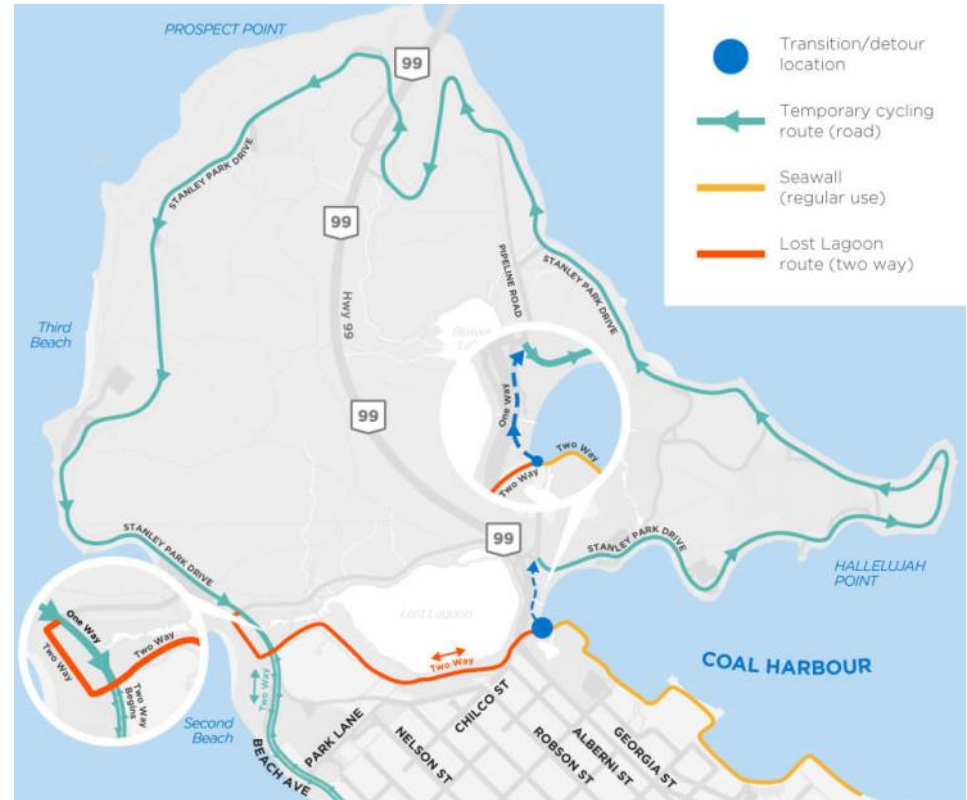 PROSPECT POINT
99
Transition/detour
location
Temporary cycling
route (road)
Seawall
(regular use)
Lost Lagoon
route (two way)
STANLEY PARK DRIVE
99
Hwy 99
PIPELINE ROAD
STANLEY PARK DRIVE
Third
Beach
Beaver
One Way
99
Two Way
Two Way
STANLEY PARK DRIVE
99
STANLEY PARK DRIVE
HALLELUJAH
POINT
Lost Lagoon
One Way
Two Way
Two Way
Two Way
Begins
Two Way
Two Way
COAL HARBOUR
Second
Beach
BEACH AVE
PARK LANE
NELSON ST
CHILCO ST
ROBSON ST
ALBERNI ST
GEORGIA ST